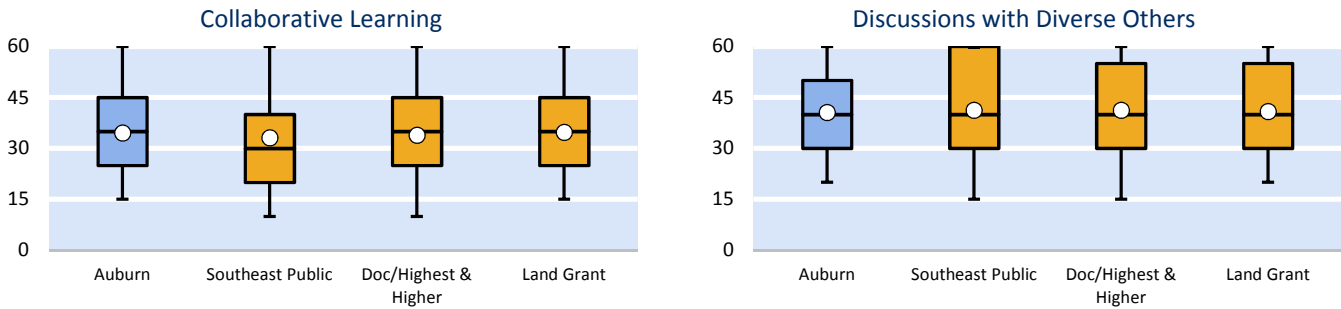 Collaborative Learning
60
45
30
15
0
Auburn
Southeast Public
Doc/Highest &
Higher
Land Grant
Discussions with Diverse Others
60
45
30
15
0
Auburn
Southeast Public
Doc/Highest &
Higher
Land Grant